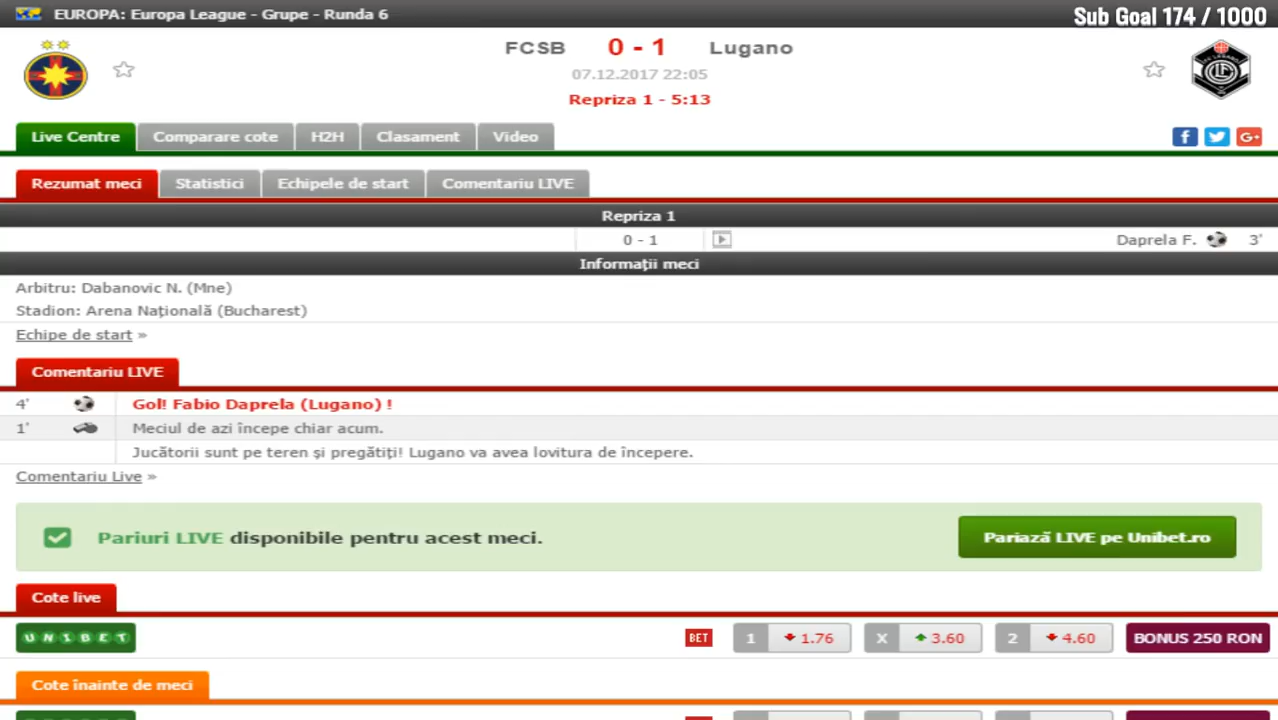 EUROPA: Europa League - Grupe - Runda 6
Sub Goal 174 / 1000
FCSB 0 - 1 Lugano
07.12.2017 22:05
Repriza 1 - 5:13
Live Centre Comparare cote H2H Clasament Video
Rezumat meci Statistici Echipele de start Comentariu LIVE
Repriza 1
0 - 1 Daprela F. 3'
Informații meci
Arbitru: Dabanovic N. (Mne)
Stadion: Arena Națională (Bucharest)
Echipe de start »
Comentariu LIVE
4' Gol! Fabio Daprela (Lugano) !
1' Meciul de azi începe chiar acum.
Jucătorii sunt pe teren și pregătiți! Lugano va avea lovitura de începere.
Comentariu Live »
Pariuri LIVE disponibile pentru acest meci.
Pariază LIVE pe Unibet.ro
Cote live
UNIBET BET 1 1.76 X 3.60 2 4.60 BONUS 250 RON
Cote înainte de meci